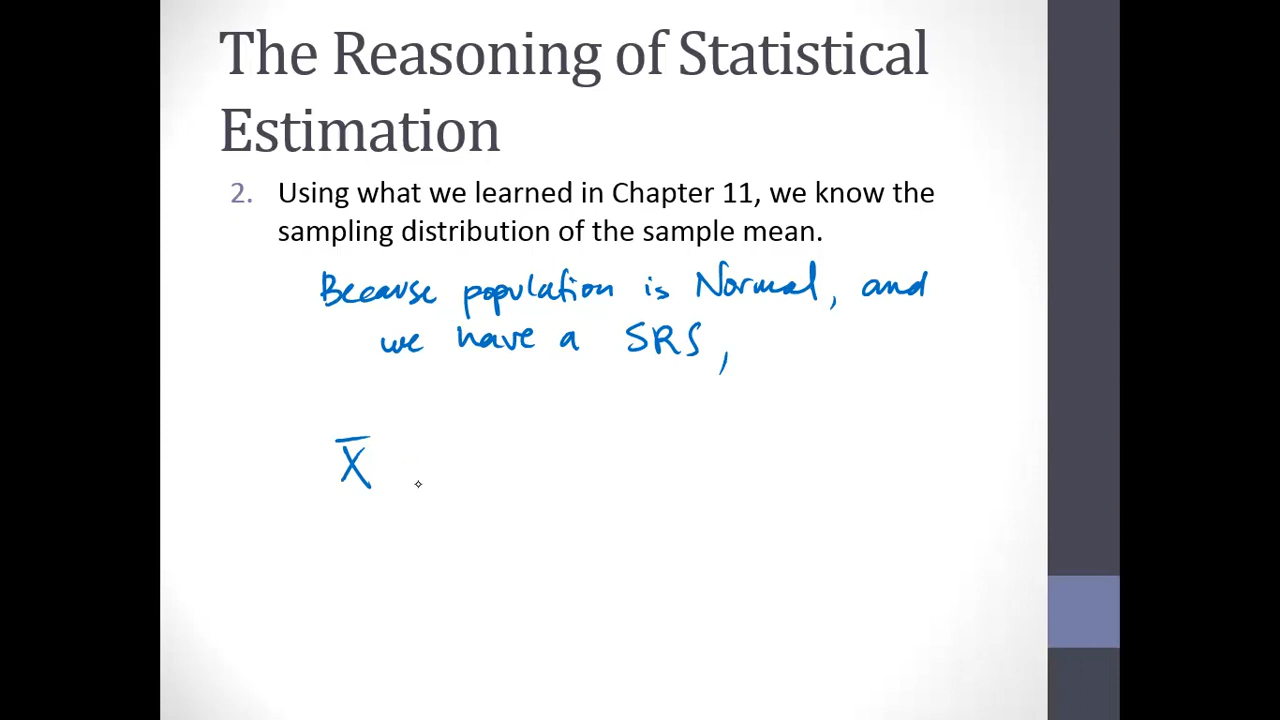 The Reasoning of Statistical
Estimation
2. Using what we learned in Chapter 11, we know the
sampling distribution of the sample mean.
Because population is Normal, and
we have a SRS,
X̅